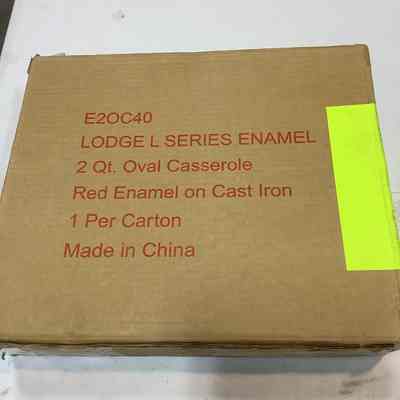 E2OC40
LODGE L SERIES ENAMEL
2 Qt. Oval Casserole
Red Enamel on Cast Iron
1 Per Carton
Made in China